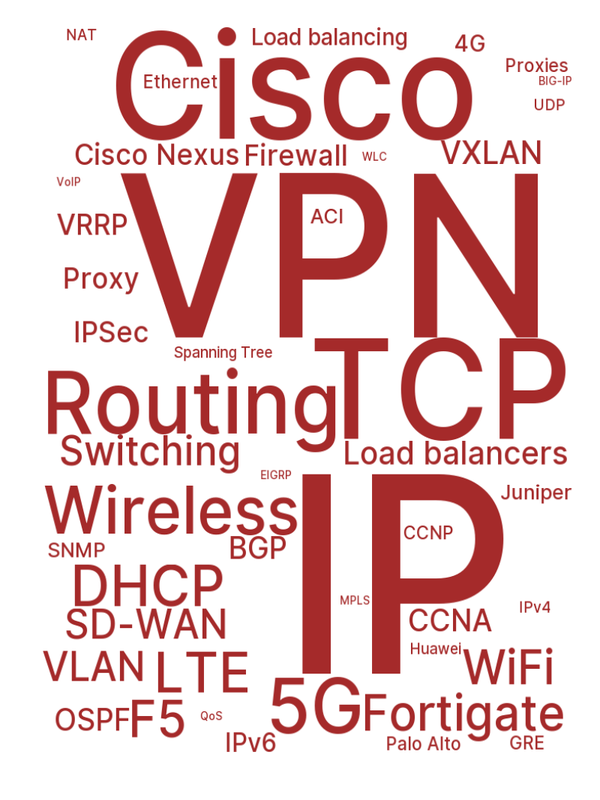 NAT
Cisco
Load balancing
4G
Proxies
Ethernet
BIG-IP
UDP
Cisco Nexus
Firewall
WLC
VXLAN
VoIP
VPN
VRRP
ACI
Proxy
IPSec
Spanning Tree
TCP
Routing
Switching
Load balancers
EIGRP
IP
Juniper
Wireless
CCNP
SNMP
BGP
DHCP
MPLS
IPv4
SD-WAN
CCNA
Huawei
VLAN
LTE
WiFi
5G
Fortigate
OSPF
F5
QoS
IPv6
Palo Alto
GRE